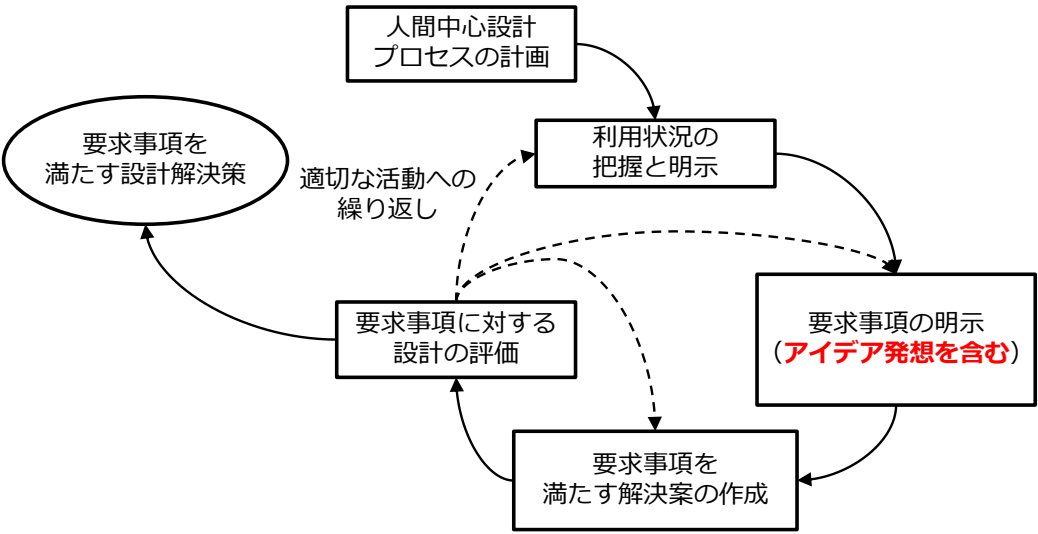 人間中心設計
プロセスの計画
利用状況の
把握と明示
要求事項を
満たす設計解決策
適切な活動への
繰り返し
要求事項に対する
設計の評価
要求事項の明示
（アイデア発想を含む）
要求事項を
満たす解決案の作成